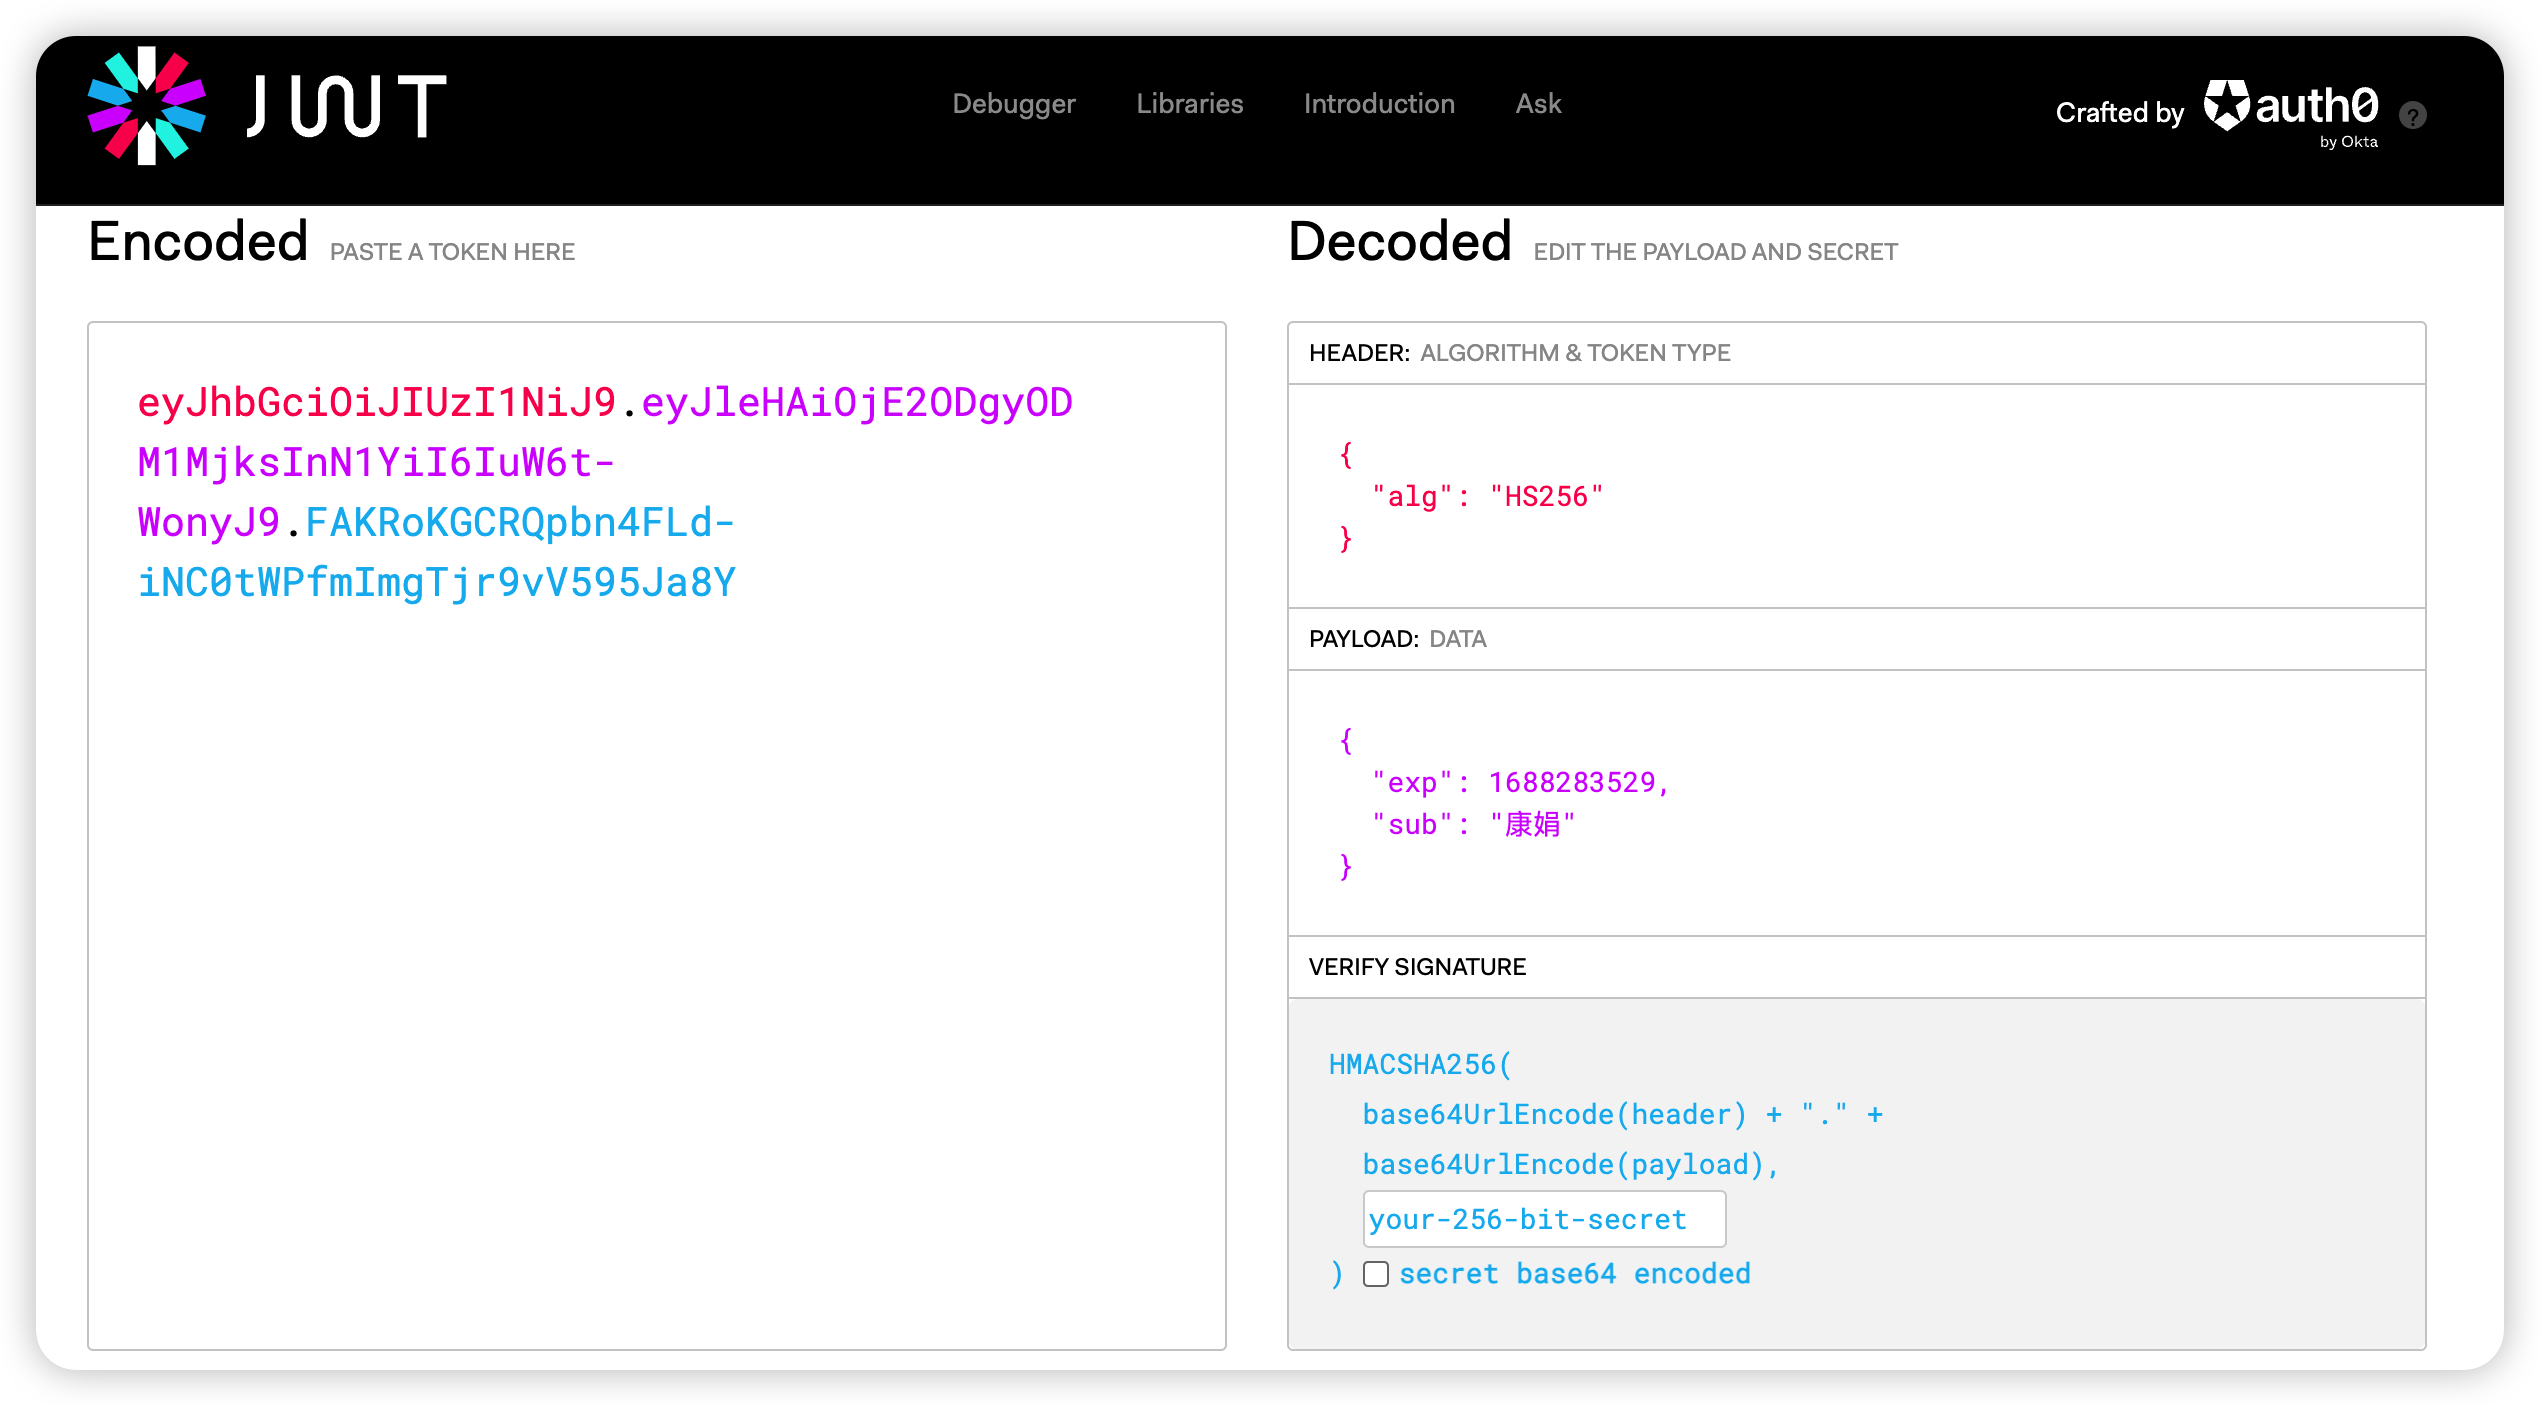 JWT
Debugger Libraries Introduction Ask
Crafted by auth0 ?
by Okta
Encoded PASTE A TOKEN HERE
Decoded EDIT THE PAYLOAD AND SECRET
eyJhbGciOiJIUzI1NiJ9.eyJleHAiOjE2ODgyOD
M1MjksInN1YiI6IuW6t-
WonyJ9.FAKRoKGCRQpbn4FLd-
iNC0tWPfmImgTjr9vV595Ja8Y
HEADER: ALGORITHM & TOKEN TYPE
{
"alg": "HS256"
}
PAYLOAD: DATA
{
"exp": 1688283529,
"sub": "康娟"
}
VERIFY SIGNATURE
HMACSHA256(
base64UrlEncode(header) + "." +
base64UrlEncode(payload),
your-256-bit-secret
) secret base64 encoded